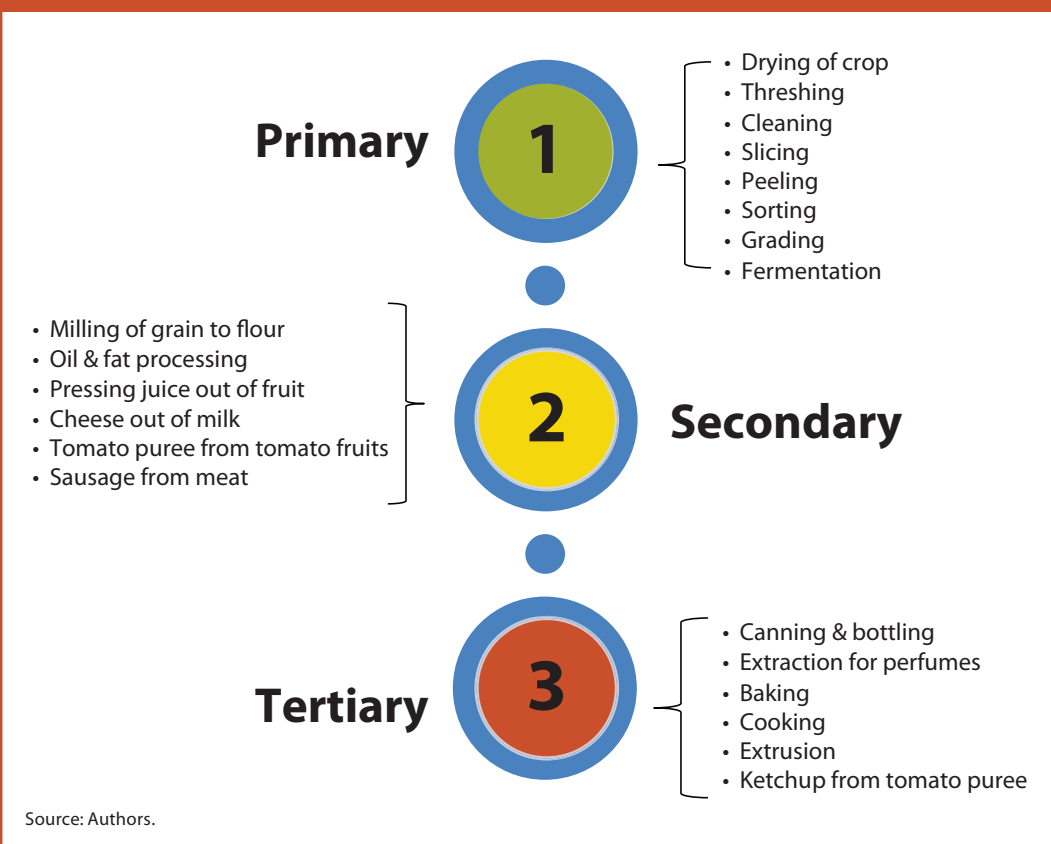 Primary
1
• Drying of crop
• Threshing
• Cleaning
• Slicing
• Peeling
• Sorting
• Grading
• Fermentation
• Milling of grain to flour
• Oil & fat processing
• Pressing juice out of fruit
• Cheese out of milk
• Tomato puree from tomato fruits
• Sausage from meat
2
Secondary
Tertiary
3
• Canning & bottling
• Extraction for perfumes
• Baking
• Cooking
• Extrusion
• Ketchup from tomato puree
Source: Authors.